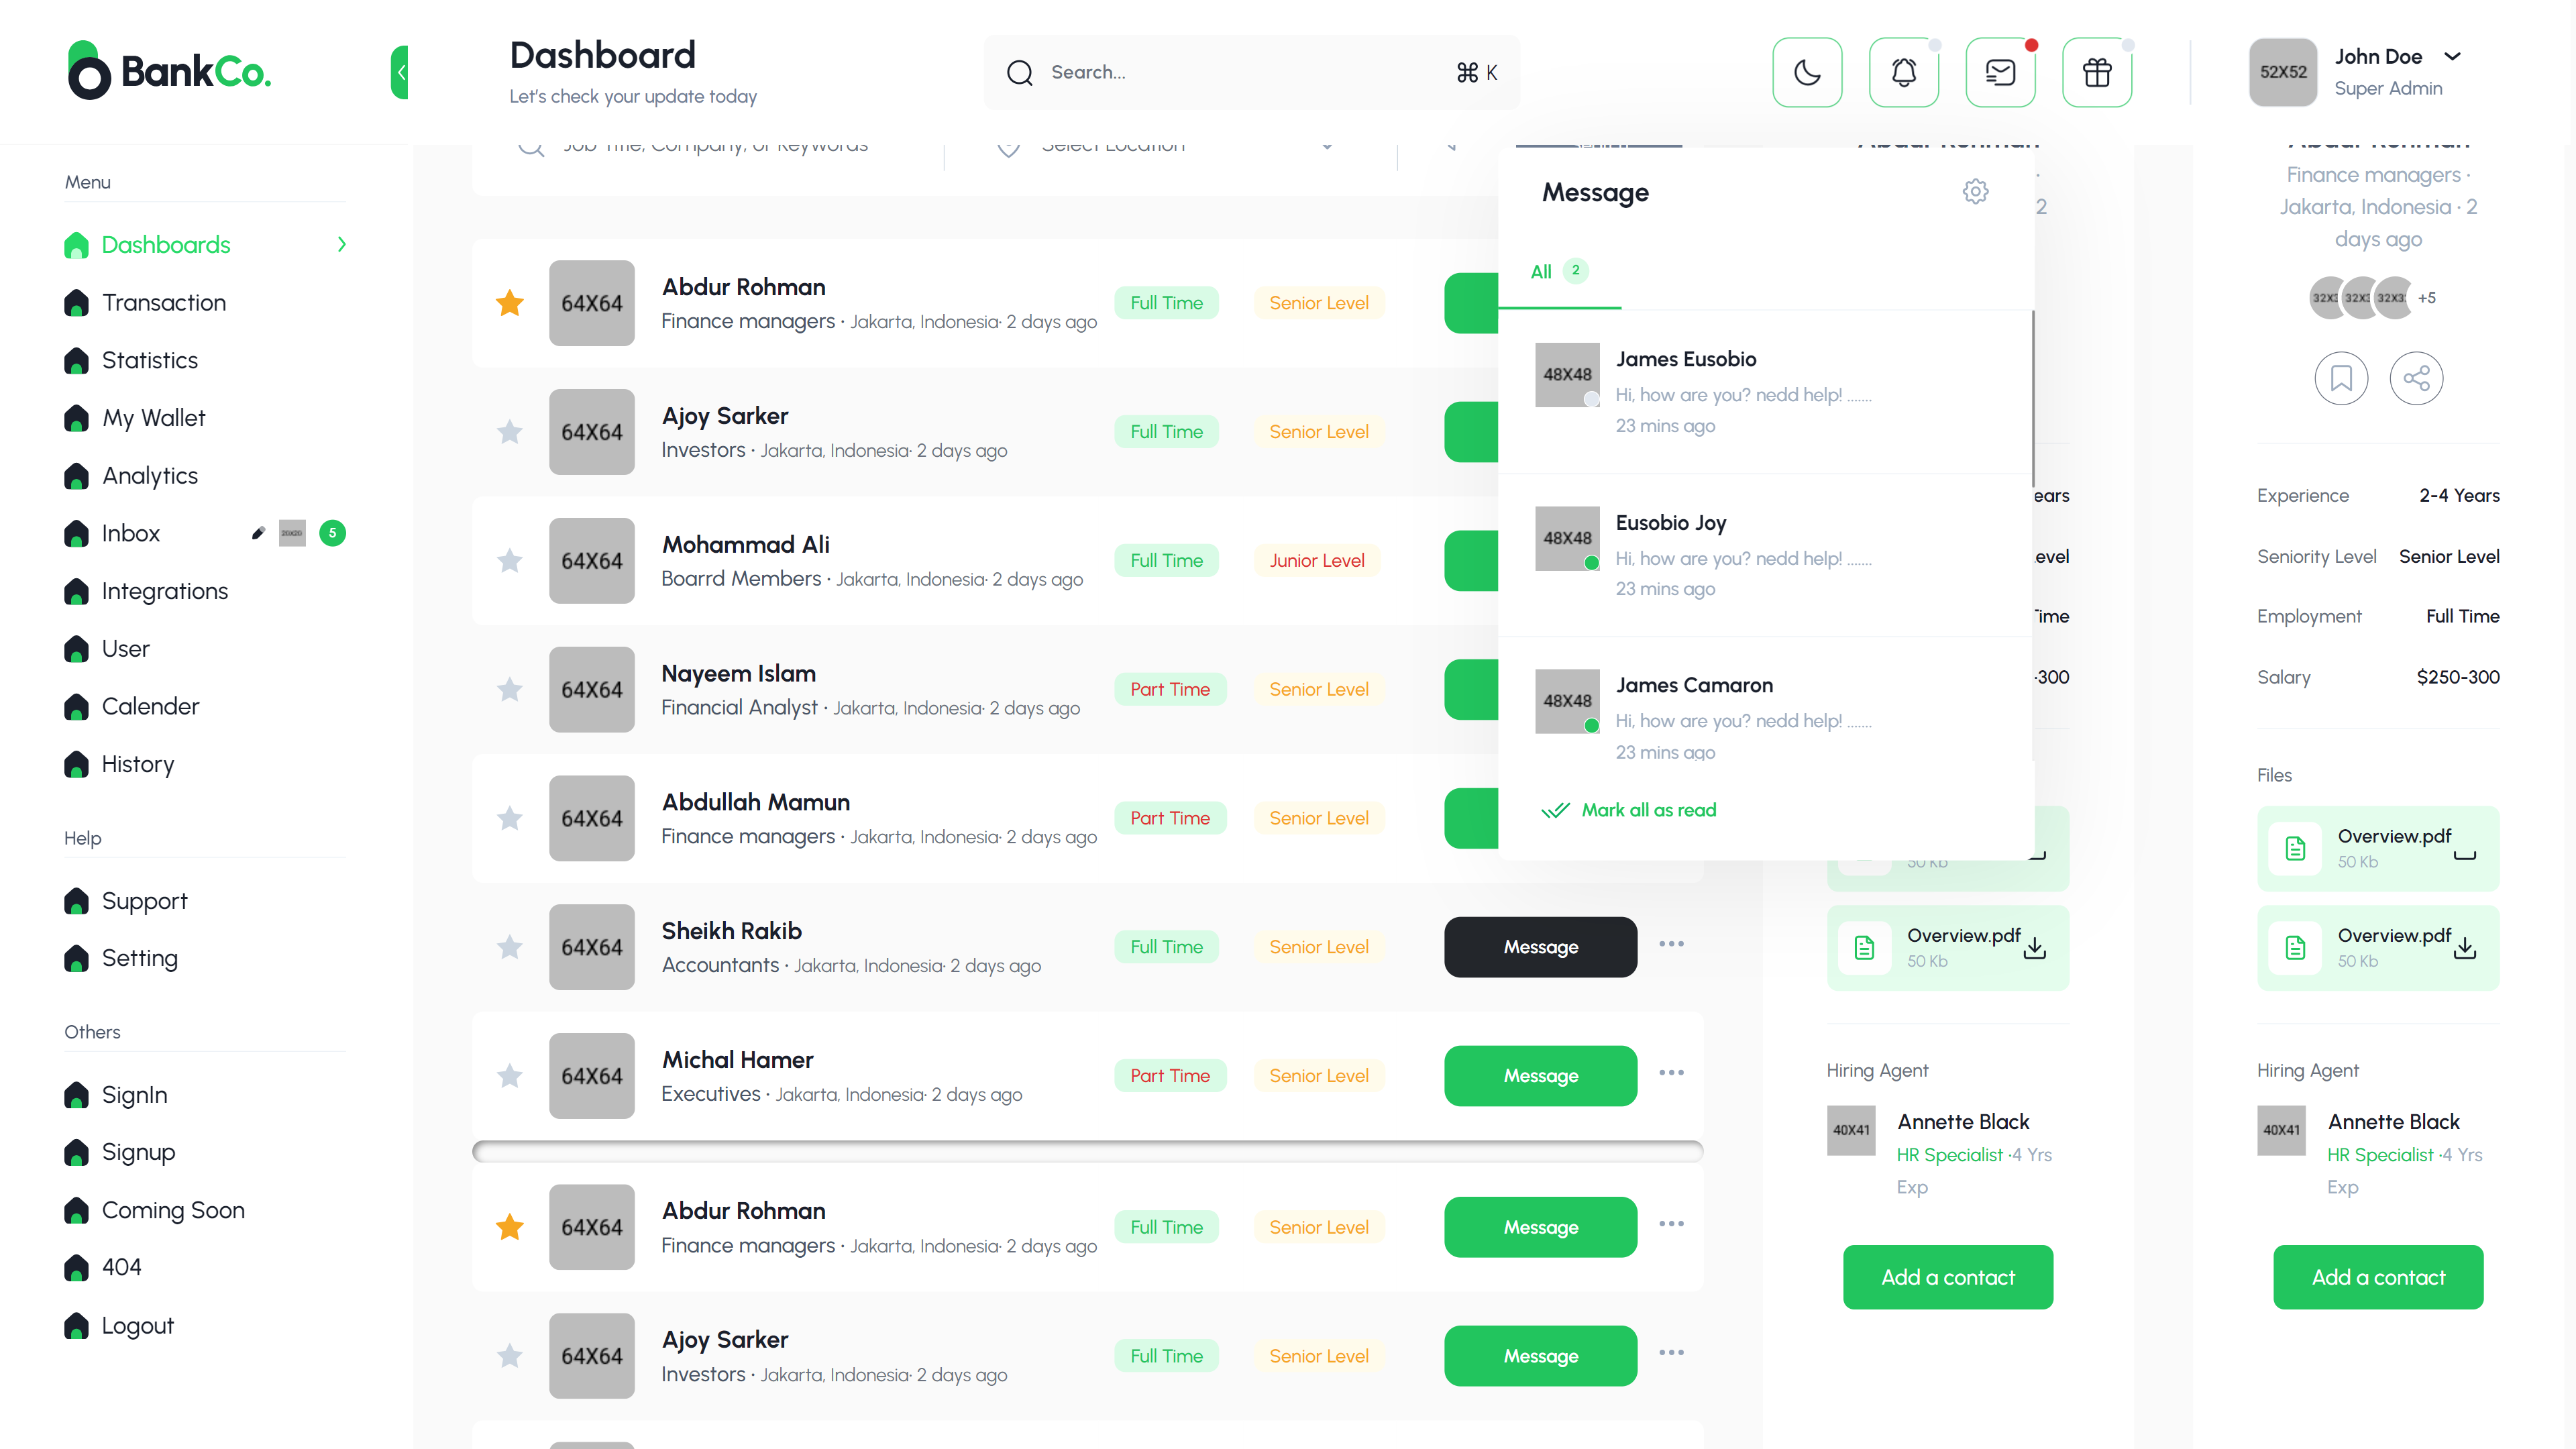 BankCo.
Dashboard
Let's check your update today
Search...
⌘ K
52X52
John Doe
Super Admin
Menu
Dashboards
Transaction
Statistics
My Wallet
Analytics
Inbox
5
Integrations
User
Calender
History
Help
Support
Setting
Others
SignIn
Signup
Coming Soon
404
Logout
Job Title, Company, or Keywords
Select Location
64X64
Abdur Rohman
Finance managers · Jakarta, Indonesia· 2 days ago
Full Time
Senior Level
64X64
Ajoy Sarker
Investors · Jakarta, Indonesia· 2 days ago
Full Time
Senior Level
64X64
Mohammad Ali
Boarrd Members · Jakarta, Indonesia· 2 days ago
Full Time
Junior Level
64X64
Nayeem Islam
Financial Analyst · Jakarta, Indonesia· 2 days ago
Part Time
Senior Level
64X64
Abdullah Mamun
Finance managers · Jakarta, Indonesia· 2 days ago
Part Time
Senior Level
64X64
Sheikh Rakib
Accountants · Jakarta, Indonesia· 2 days ago
Full Time
Senior Level
Message
64X64
Michal Hamer
Executives · Jakarta, Indonesia· 2 days ago
Part Time
Senior Level
Message
64X64
Abdur Rohman
Finance managers · Jakarta, Indonesia· 2 days ago
Full Time
Senior Level
Message
64X64
Ajoy Sarker
Investors · Jakarta, Indonesia· 2 days ago
Full Time
Senior Level
Message
Message
All 2
48X48
James Eusobio
Hi, how are you? nedd help! .......
23 mins ago
48X48
Eusobio Joy
Hi, how are you? nedd help! .......
23 mins ago
48X48
James Camaron
Hi, how are you? nedd help! .......
23 mins ago
Mark all as read
Abdur Rohman
2
ears
evel
ime
-300
50 Kb
Overview.pdf
50 Kb
Hiring Agent
40X41
Annette Black
HR Specialist ·4 Yrs
Exp
Add a contact
Abdur Rohman
Finance managers ·
Jakarta, Indonesia · 2
days ago
32X3
32X3
32X3
+5
Experience
2-4 Years
Seniority Level
Senior Level
Employment
Full Time
Salary
$250-300
Files
Overview.pdf
50 Kb
Overview.pdf
50 Kb
Hiring Agent
40X41
Annette Black
HR Specialist ·4 Yrs
Exp
Add a contact